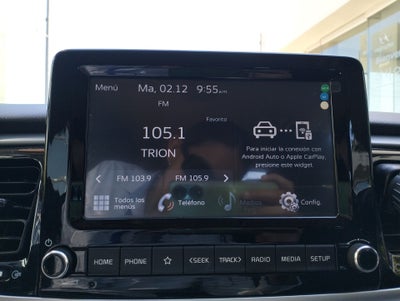 Menú
Ma, 02.12
9:55AM
FM
Favorito
105.1
TRION
FM 103.9
FM 105.9
Para iniciar la conexión con
Android Auto o Apple CarPlay,
presione este widget.
Todos los
menús
Teléfono
Medios
Config.
HOME
PHONE
<SEEK
TRACK>
RADIO
MEDIA
SETUP